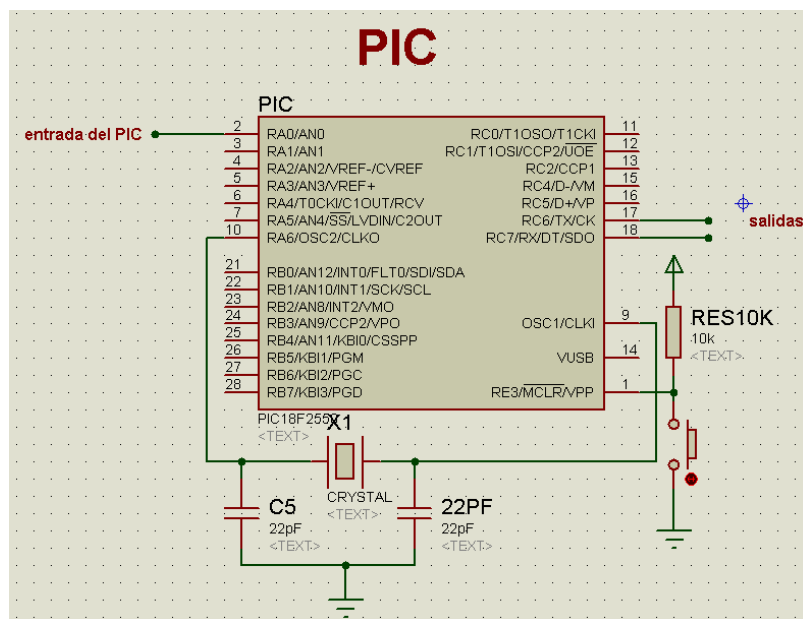 PIC
PIC
entrada del PIC
2 RA0/AN0
3 RA1/AN1
4 RA2/AN2/VREF-/CVREF
5 RA3/AN3/VREF+
6 RA4/T0CKI/C1OUT/RCV
7 RA5/AN4/SS/LVDIN/C2OUT
10 RA6/OSC2/CLKO
21 RB0/AN12/INT0/FLT0/SDI/SDA
22 RB1/AN10/INT1/SCK/SCL
23 RB2/AN8/INT2/VMO
24 RB3/AN9/CCP2/VPO
25 RB4/AN11/KBI0/CSSPP
26 RB5/KBI1/PGM
27 RB6/KBI2/PGC
28 RB7/KBI3/PGD
RC0/T1OSO/T1CKI 11
RC1/T1OSI/CCP2/UOE 12
RC2/CCP1 13
RC4/D-/VM 15
RC5/D+/VP 16
RC6/TX/CK 17
RC7/RX/DT/SDO 18
OSC1/CLKI 9
VUSB 14
RE3/MCLR/VPP 1
salidas
RES10K
10k
<TEXT>
<TEXT>
X1
CRYSTAL
<TEXT>
C5
22pF
<TEXT>
22PF
22pF
<TEXT>